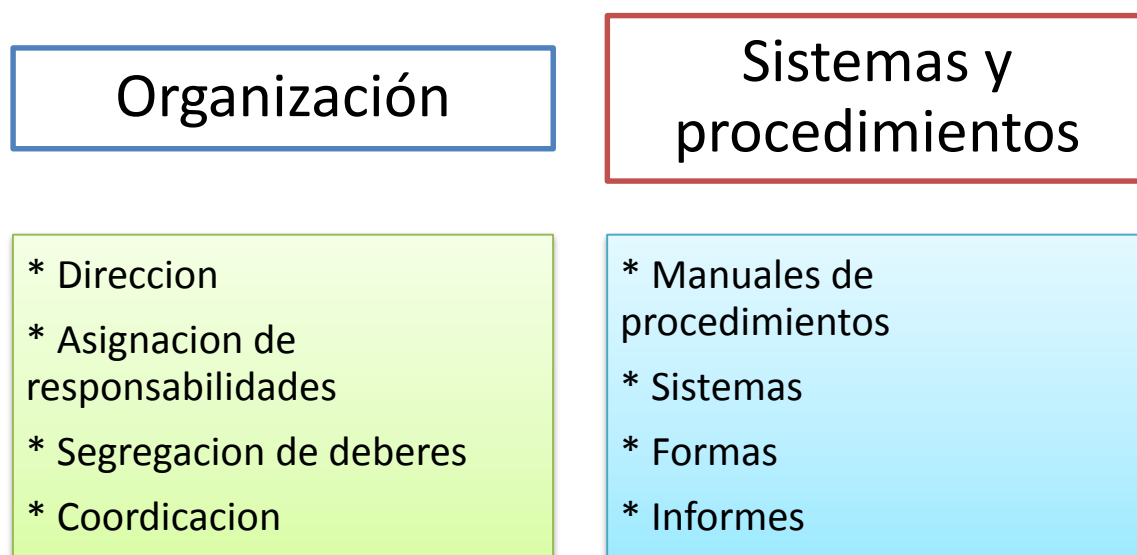 Organización
* Direccion
* Asignacion de
responsabilidades
* Segregacion de deberes
* Coordicacion
Sistemas y
procedimientos
* Manuales de
procedimientos
* Sistemas
* Formas
* Informes